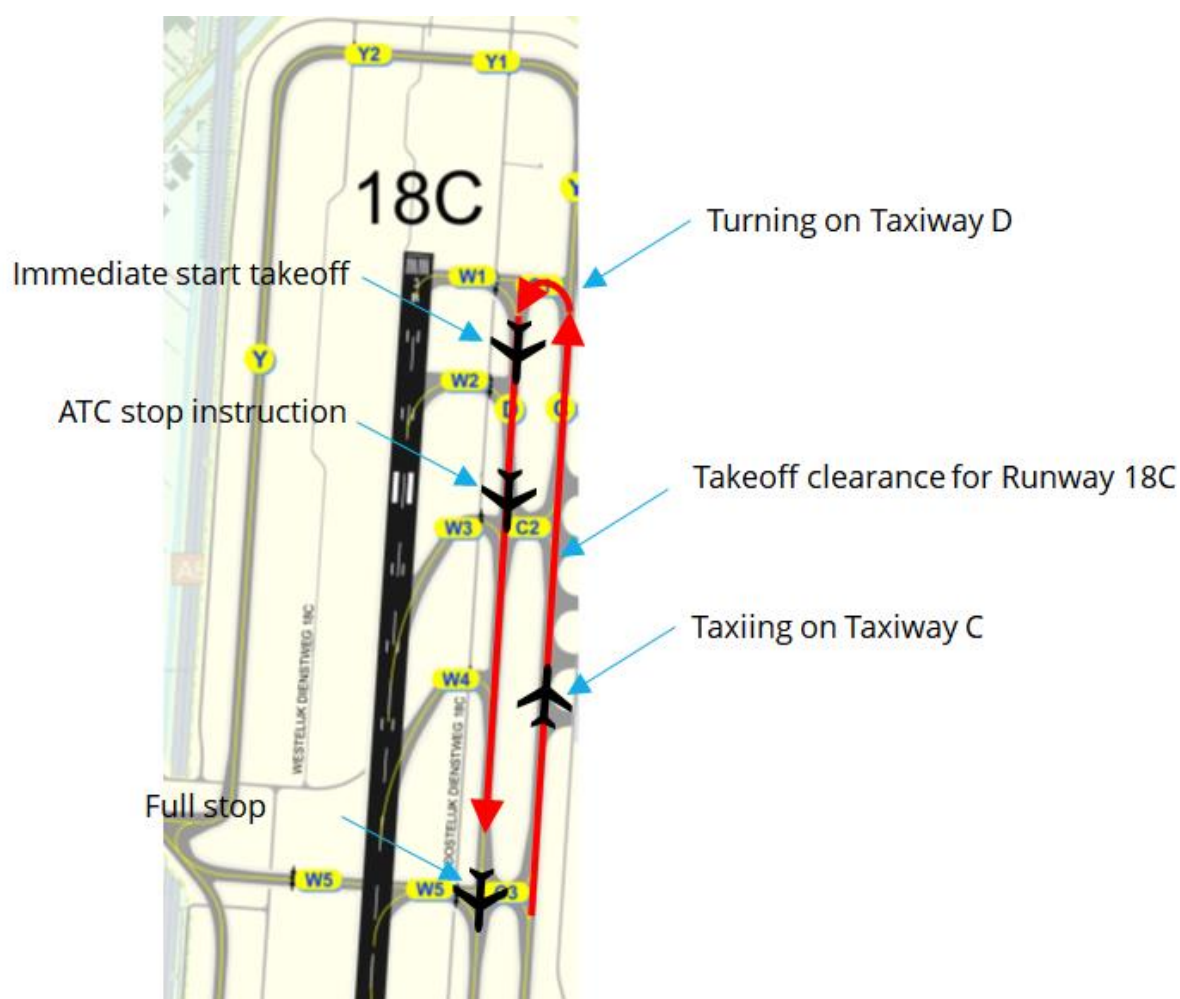 Y2
Y1
Y
18C
Turning on Taxiway D
Immediate start takeoff
W1
Y
W2
D
C
ATC stop instruction
Takeoff clearance for Runway 18C
W3
C2
Taxiing on Taxiway C
WESTELIJK DIENSTWEG 18C
W4
OOSTELIJK DIENSTWEG 18C
Full stop
W5
W5
C3